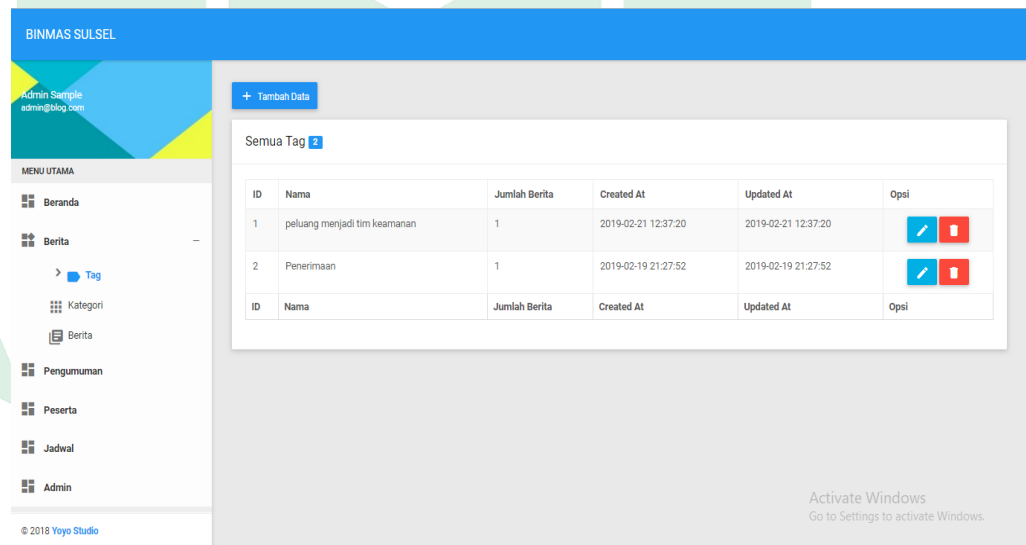 BINMAS SULSEL
Admin Sample
admin@blog.com
MENU UTAMA
Beranda
Berita
Tag
Kategori
Berita
Pengumuman
Peserta
Jadwal
Admin
© 2018 Yoyo Studio
+ Tambah Data
Semua Tag 2
ID Nama Jumlah Berita Created At Updated At Opsi
1 peluang menjadi tim keamanan 1 2019-02-21 12:37:20 2019-02-21 12:37:20
2 Penerimaan 1 2019-02-19 21:27:52 2019-02-19 21:27:52
ID Nama Jumlah Berita Created At Updated At Opsi
Activate Windows
Go to Settings to activate Windows.